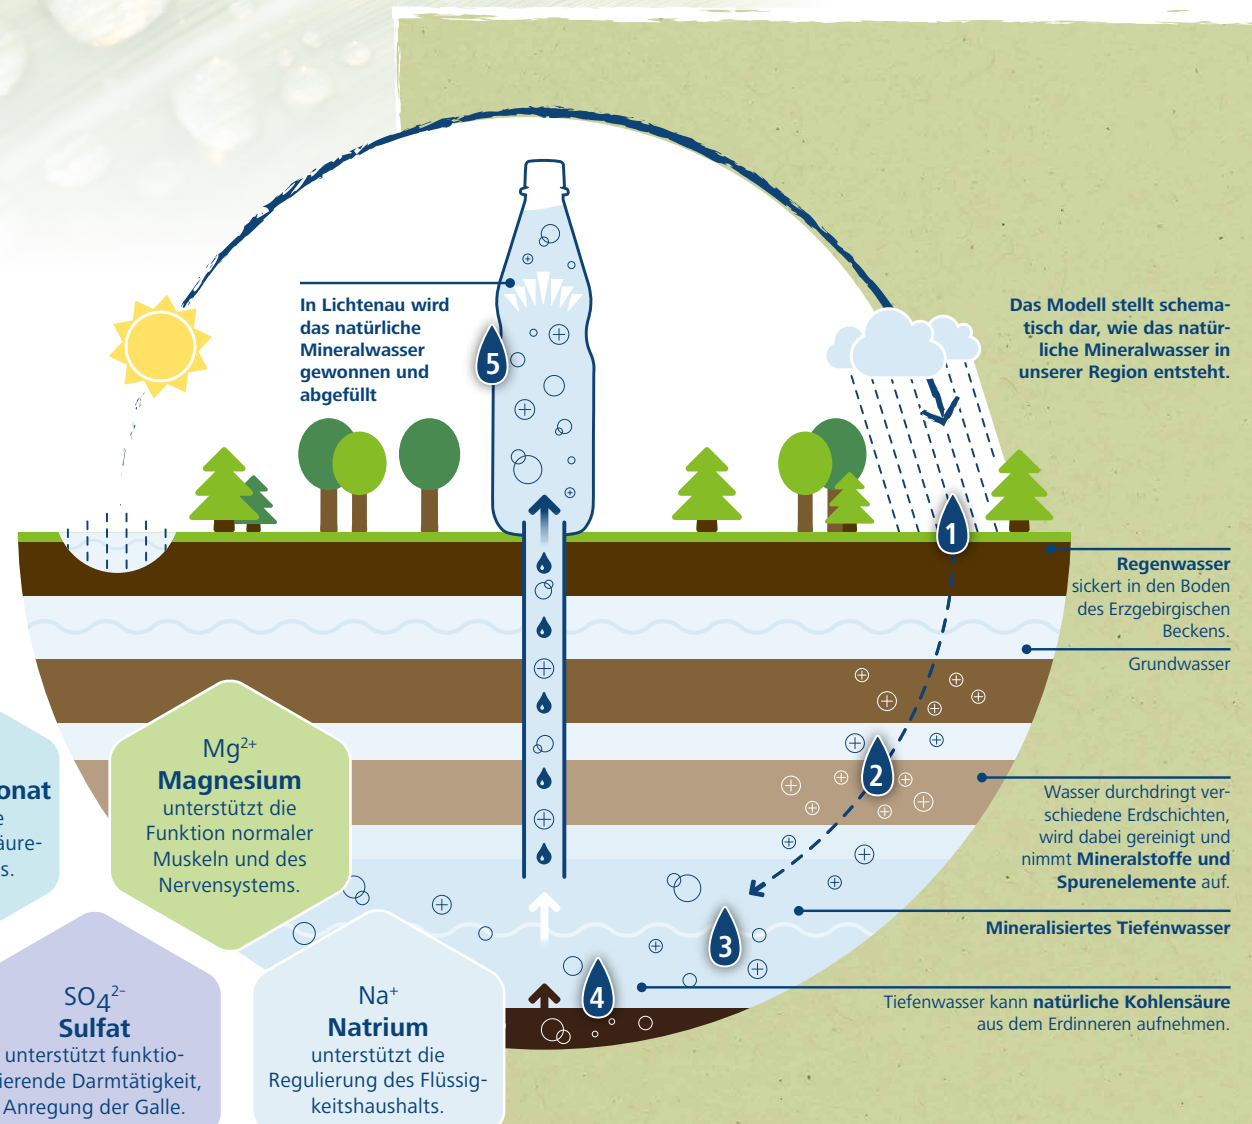 In Lichtenau wird
das natürliche
Mineralwasser
gewonnen und
abgefüllt
5
Das Modell stellt schema-
tisch dar, wie das natür-
liche Mineralwasser in
unserer Region entsteht.
1
Regenwasser
sickert in den Boden
des Erzgebirgischen
Beckens.
Grundwasser
2
Wasser durchdringt ver-
schiedene Erdschichten,
wird dabei gereinigt und
nimmt Mineralstoffe und
Spurenelemente auf.
3
Mineralisiertes Tiefenwasser
4
Tiefenwasser kann natürliche Kohlensäure
aus dem Erdinneren aufnehmen.
onat
e
äure-
s.
Mg²⁺
Magnesium
unterstützt die
Funktion normaler
Muskeln und des
Nervensystems.
SO₄²⁻
Sulfat
unterstützt funktio-
ierende Darmtätigkeit,
Anregung der Galle.
Na⁺
Natrium
unterstützt die
Regulierung des Flüssig-
keitshaushalts.